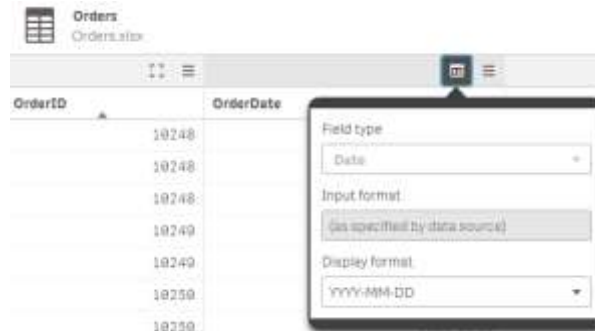 Orders
Orders.xlsx
OrderID
OrderDate
10248
10248
10248
10249
10249
10250
10250
Field type
Date
Input format
(as specified by data source)
Display format
YYYY-MM-DD